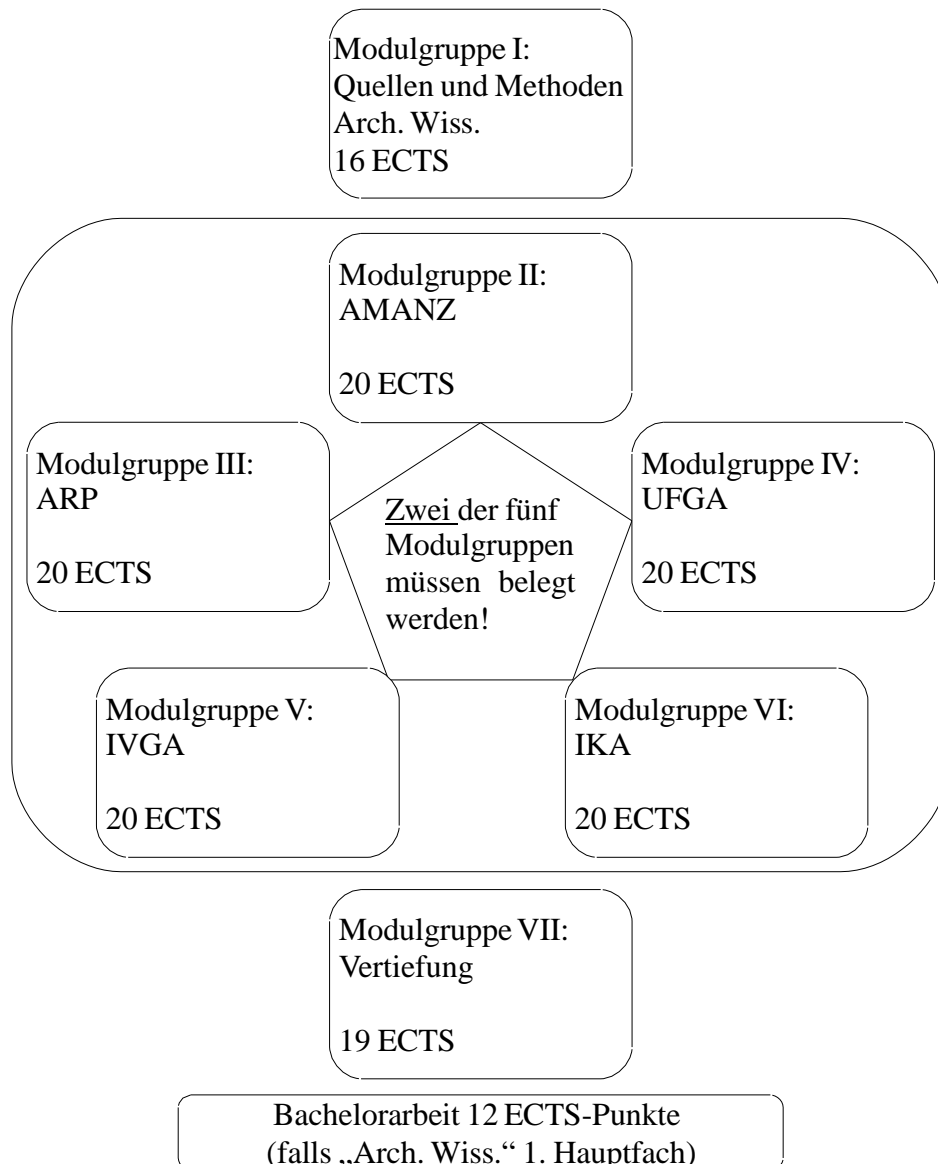 Modulgruppe I:
Quellen und Methoden
Arch. Wiss.
16 ECTS
Modulgruppe II:
AMANZ
20 ECTS
Modulgruppe III:
ARP
20 ECTS
Zwei der fünf
Modulgruppen
müssen belegt
werden!
Modulgruppe IV:
UFGA
20 ECTS
Modulgruppe V:
IVGA
20 ECTS
Modulgruppe VI:
IKA
20 ECTS
Modulgruppe VII:
Vertiefung
19 ECTS
Bachelorarbeit 12 ECTS-Punkte
(falls „Arch. Wiss.“ 1. Hauptfach)